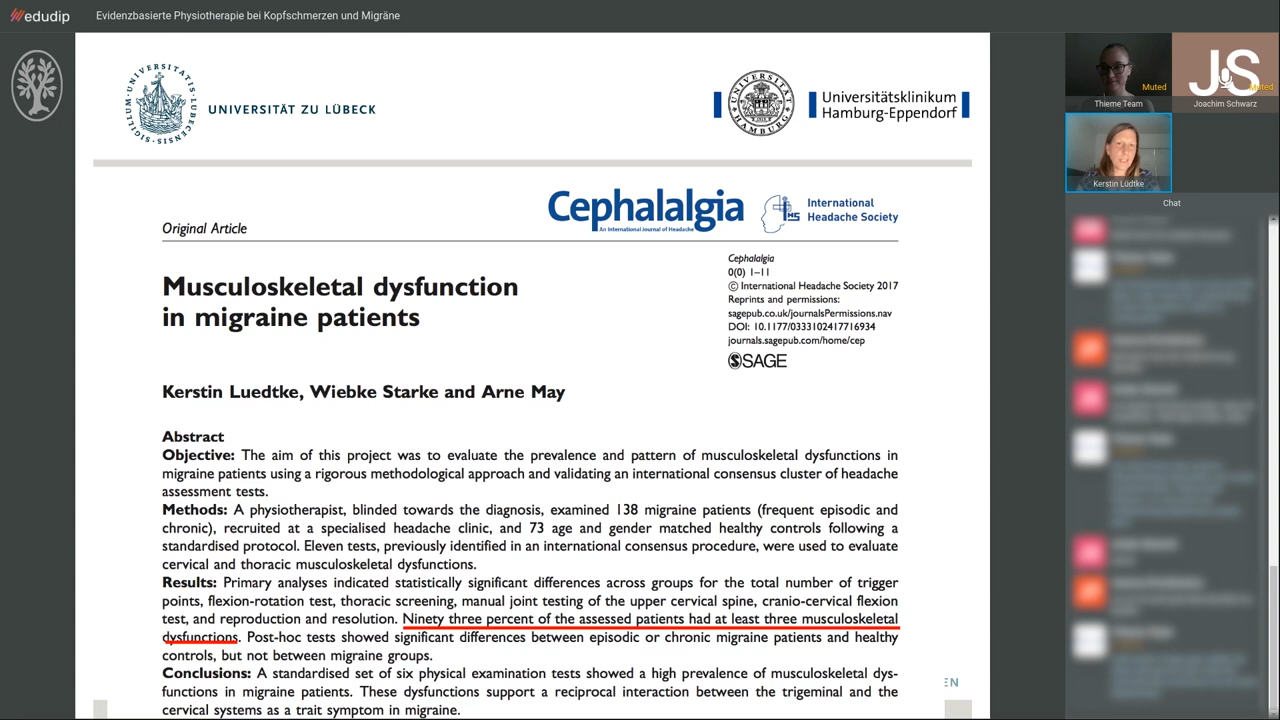 edudip
Evidenzbasierte Physiotherapie bei Kopfschmerzen und Migräne
UNIVERSITÄT ZU LÜBECK
Universitätsklinikum
Hamburg-Eppendorf
Cephalalgia
An International Journal of Headache
IHS
International
Headache Society
Original Article
Musculoskeletal dysfunction
in migraine patients
Cephalalgia
0(0) 1–11
© International Headache Society 2017
Reprints and permissions:
sagepub.co.uk/journalsPermissions.nav
DOI: 10.1177/0333102417716934
journals.sagepub.com/home/cep
SAGE
Kerstin Luedtke, Wiebke Starke and Arne May
Abstract
Objective: The aim of this project was to evaluate the prevalence and pattern of musculoskeletal dysfunctions in
migraine patients using a rigorous methodological approach and validating an international consensus cluster of headache
assessment tests.
Methods: A physiotherapist, blinded towards the diagnosis, examined 138 migraine patients (frequent episodic and
chronic), recruited at a specialised headache clinic, and 73 age and gender matched healthy controls following a
standardised protocol. Eleven tests, previously identified in an international consensus procedure, were used to evaluate
cervical and thoracic musculoskeletal dysfunctions.
Results: Primary analyses indicated statistically significant differences across groups for the total number of trigger
points, flexion-rotation test, thoracic screening, manual joint testing of the upper cervical spine, cranio-cervical flexion
test, and reproduction and resolution. Ninety three percent of the assessed patients had at least three musculoskeletal
dysfunctions. Post-hoc tests showed significant differences between episodic or chronic migraine patients and healthy
controls, but not between migraine groups.
Conclusions: A standardised set of six physical examination tests showed a high prevalence of musculoskeletal dys-
functions in migraine patients. These dysfunctions support a reciprocal interaction between the trigeminal and the
cervical systems as a trait symptom in migraine.
EN
Muted
Thieme Team
JS
Muted
Joachim Schwarz
Kerstin Lüdtke
Chat